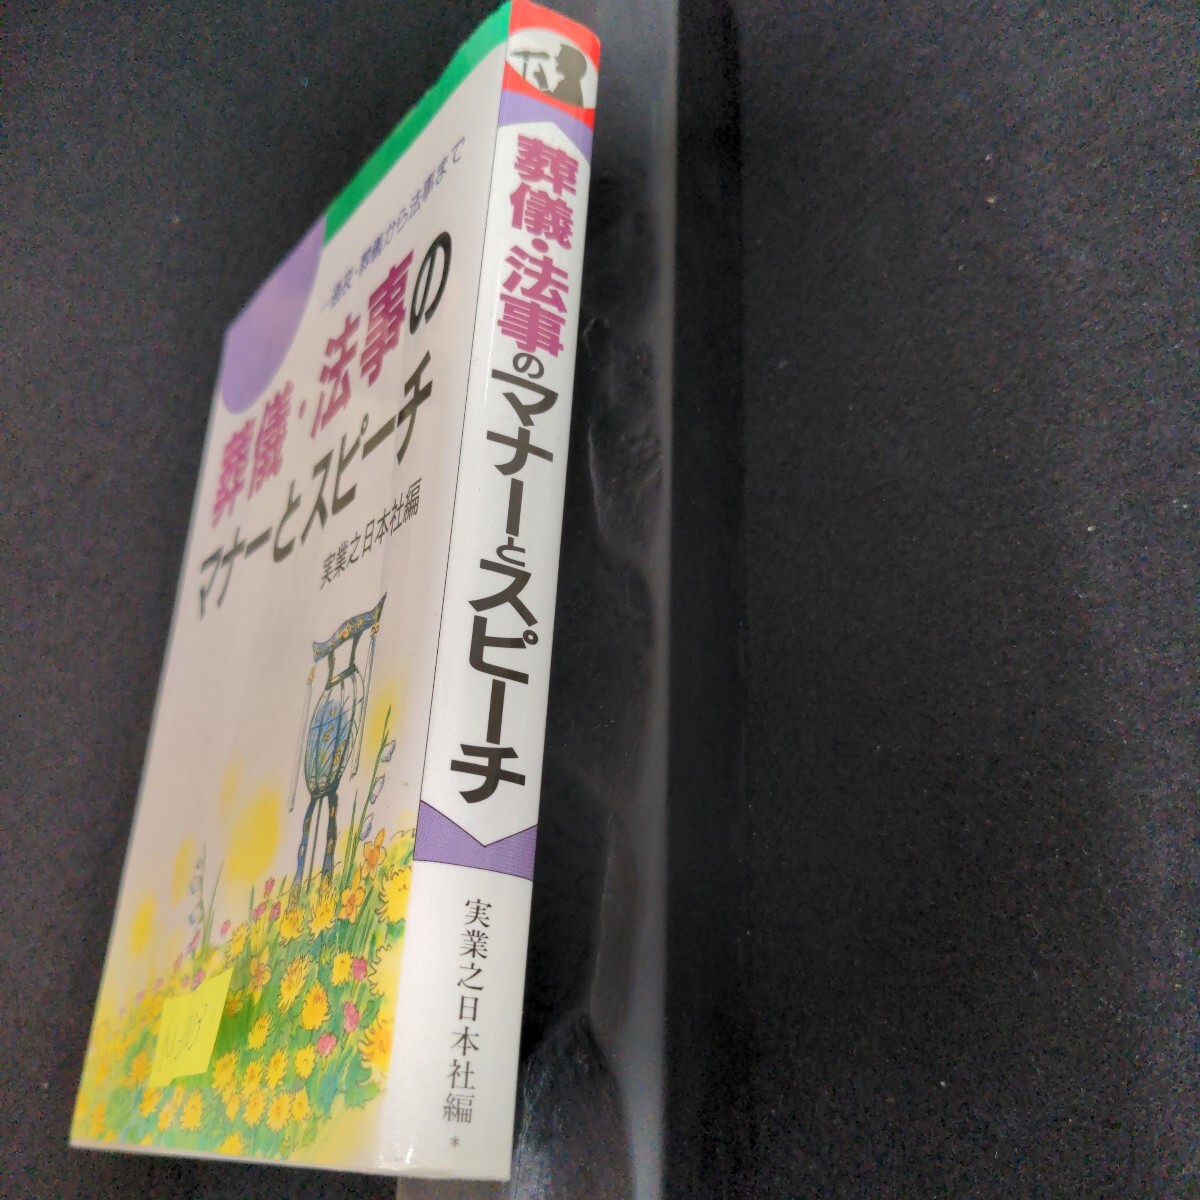 危篤・葬儀から法事まで
葬儀・法事の
マナーとスピーチ
実業之日本社編
葬儀・法事のマナーとスピーチ
実業之日本社編*